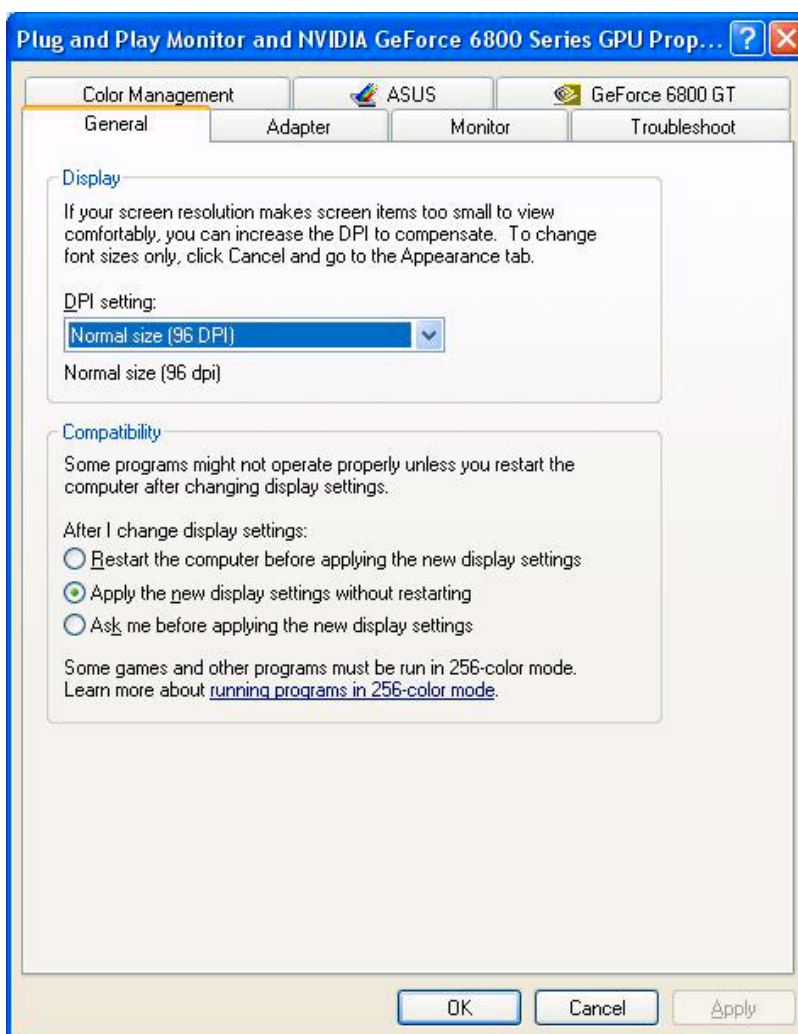 Plug and Play Monitor and NVIDIA GeForce 6800 Series GPU Prop...
Color Management
ASUS
GeForce 6800 GT
General
Adapter
Monitor
Troubleshoot
Display
If your screen resolution makes screen items too small to view
comfortably, you can increase the DPI to compensate. To change
font sizes only, click Cancel and go to the Appearance tab.
DPI setting:
Normal size (96 DPI)
Normal size (96 dpi)
Compatibility
Some programs might not operate properly unless you restart the
computer after changing display settings.
After I change display settings:
Restart the computer before applying the new display settings
Apply the new display settings without restarting
Ask me before applying the new display settings
Some games and other programs must be run in 256-color mode.
Learn more about running programs in 256-color mode.
OK
Cancel
Apply